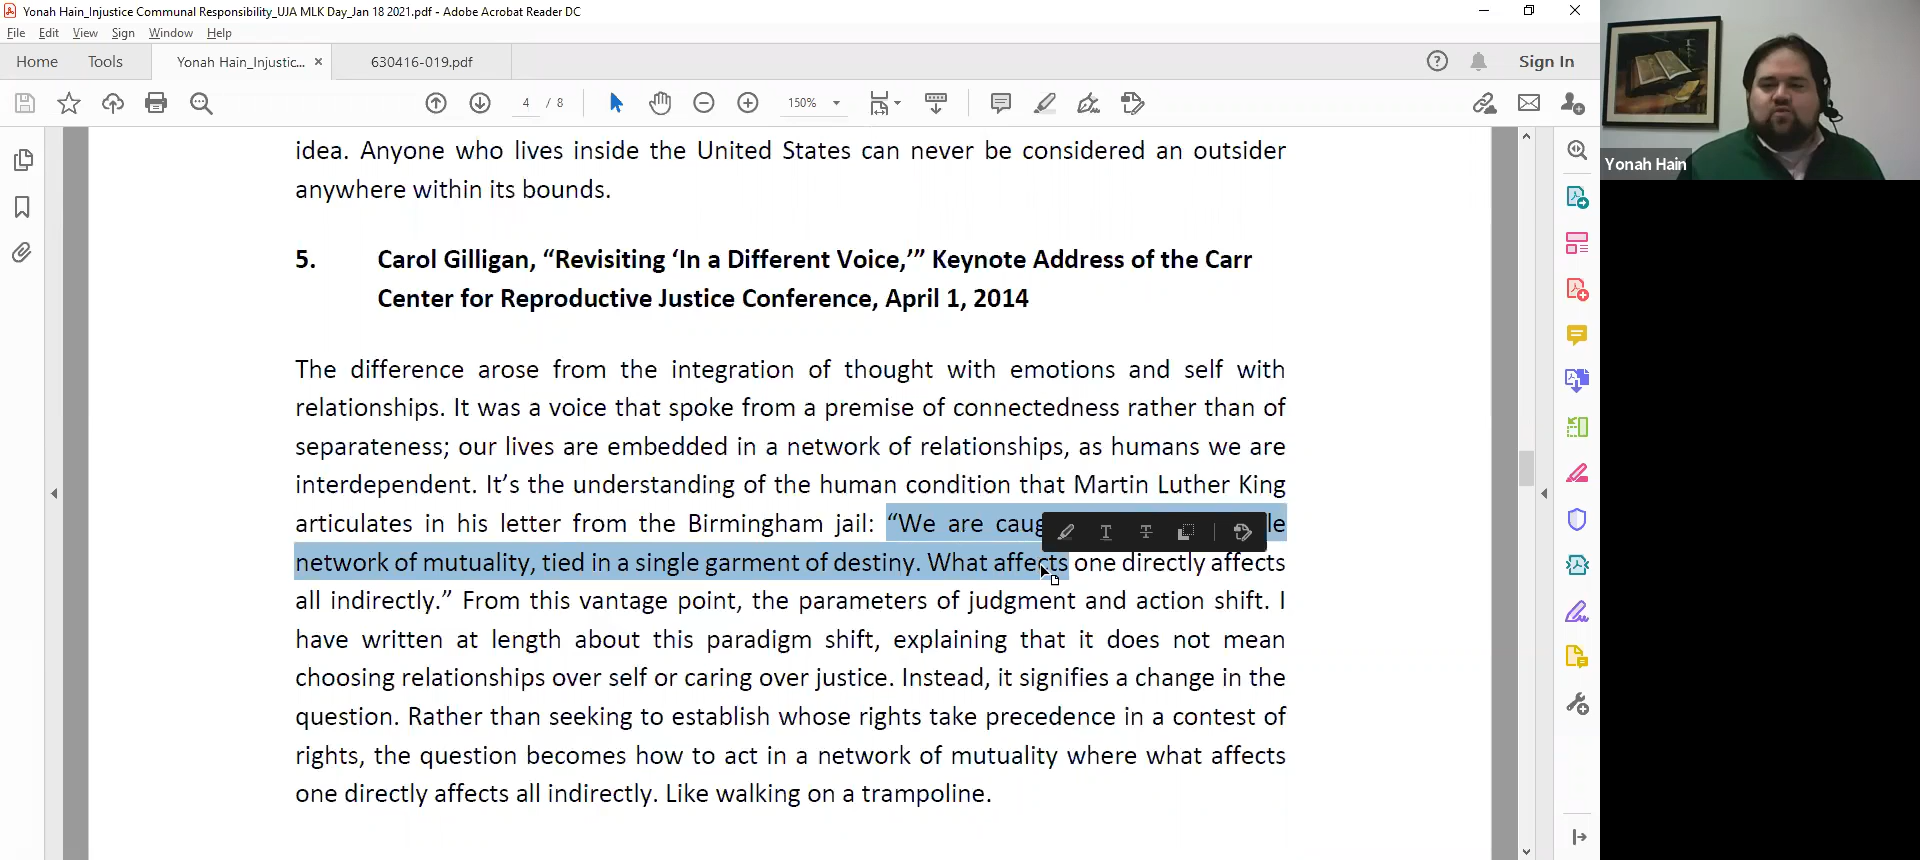 Yonah Hain_Injustice Communal Responsibility_UJA MLK Day_Jan 18 2021.pdf - Adobe Acrobat Reader DC
File Edit View Sign Window Help
Home Tools Yonah Hain_Injustic... × 630416-019.pdf Sign In
4 / 8 150%
Yonah Hain
idea. Anyone who lives inside the United States can never be considered an outsider
anywhere within its bounds.
5. Carol Gilligan, “Revisiting ‘In a Different Voice,’” Keynote Address of the Carr
Center for Reproductive Justice Conference, April 1, 2014
The difference arose from the integration of thought with emotions and self with
relationships. It was a voice that spoke from a premise of connectedness rather than of
separateness; our lives are embedded in a network of relationships, as humans we are
interdependent. It’s the understanding of the human condition that Martin Luther King
articulates in his letter from the Birmingham jail: “We are
network of mutuality, tied in a single garment of destiny. What affects one directly affects
all indirectly.” From this vantage point, the parameters of judgment and action shift. I
have written at length about this paradigm shift, explaining that it does not mean
choosing relationships over self or caring over justice. Instead, it signifies a change in the
question. Rather than seeking to establish whose rights take precedence in a contest of
rights, the question becomes how to act in a network of mutuality where what affects
one directly affects all indirectly. Like walking on a trampoline.